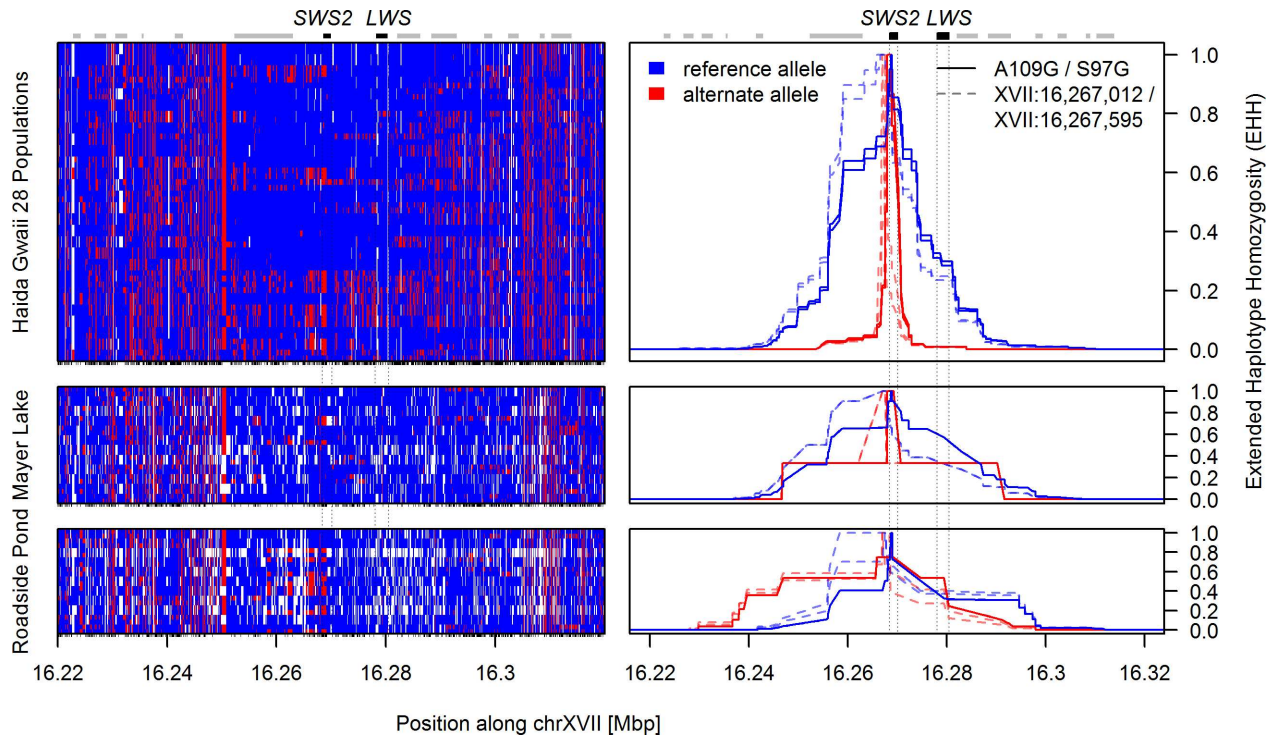 SWS2 LWS
SWS2 LWS
Haida Gwaii 28 Populations
Mayer Lake
Roadside Pond
reference allele
alternate allele
A109G / S97G
XVII:16,267,012 /
XVII:16,267,595
1.0
0.8
0.6
0.4
0.2
0.0
1.0
0.8
0.6
0.4
0.2
0.0
1.0
0.8
0.6
0.4
0.2
0.0
Extended Haplotype Homozygosity (EHH)
16.22 16.24 16.26 16.28 16.3
16.22 16.24 16.26 16.28 16.3 16.32
Position along chrXVII [Mbp]